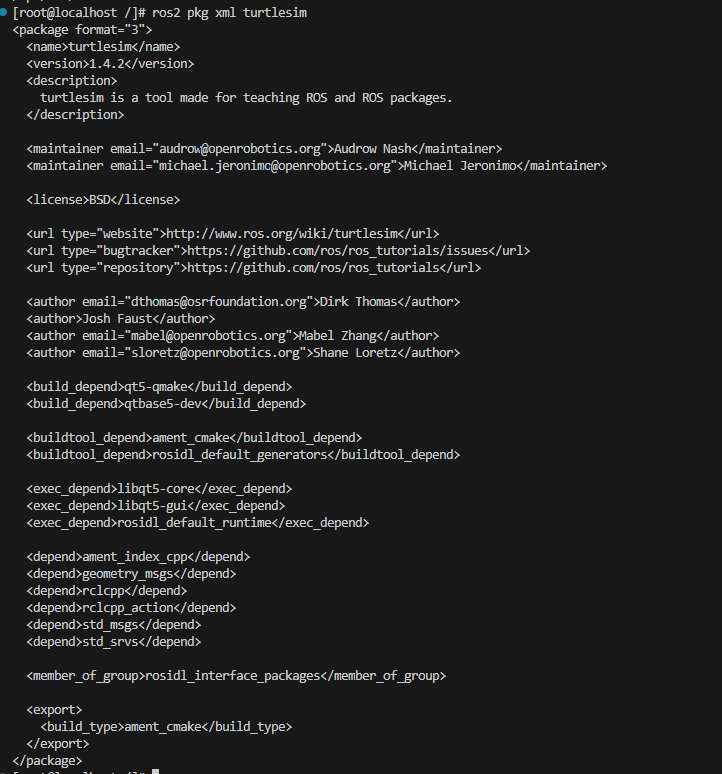 [root@localhost /]# ros2 pkg xml turtlesim
<package format="3">
  <name>turtlesim</name>
  <version>1.4.2</version>
  <description>
    turtlesim is a tool made for teaching ROS and ROS packages.
  </description>

  <maintainer email="audrow@openrobotics.org">Audrow Nash</maintainer>
  <maintainer email="michael.jeronimo@openrobotics.org">Michael Jeronimo</maintainer>

  <license>BSD</license>

  <url type="website">http://www.ros.org/wiki/turtlesim</url>
  <url type="bugtracker">https://github.com/ros/ros_tutorials/issues</url>
  <url type="repository">https://github.com/ros/ros_tutorials</url>

  <author email="dthomas@osrfoundation.org">Dirk Thomas</author>
  <author>Josh Faust</author>
  <author email="mabel@openrobotics.org">Mabel Zhang</author>
  <author email="sloretz@openrobotics.org">Shane Loretz</author>

  <build_depend>qt5-qmake</build_depend>
  <build_depend>qtbase5-dev</build_depend>

  <buildtool_depend>ament_cmake</buildtool_depend>
  <buildtool_depend>rosidl_default_generators</buildtool_depend>

  <exec_depend>libqt5-core</exec_depend>
  <exec_depend>libqt5-gui</exec_depend>
  <exec_depend>rosidl_default_runtime</exec_depend>

  <depend>ament_index_cpp</depend>
  <depend>geometry_msgs</depend>
  <depend>rclcpp</depend>
  <depend>rclcpp_action</depend>
  <depend>std_msgs</depend>
  <depend>std_srvs</depend>

  <member_of_group>rosidl_interface_packages</member_of_group>

  <export>
    <build_type>ament_cmake</build_type>
  </export>
</package>